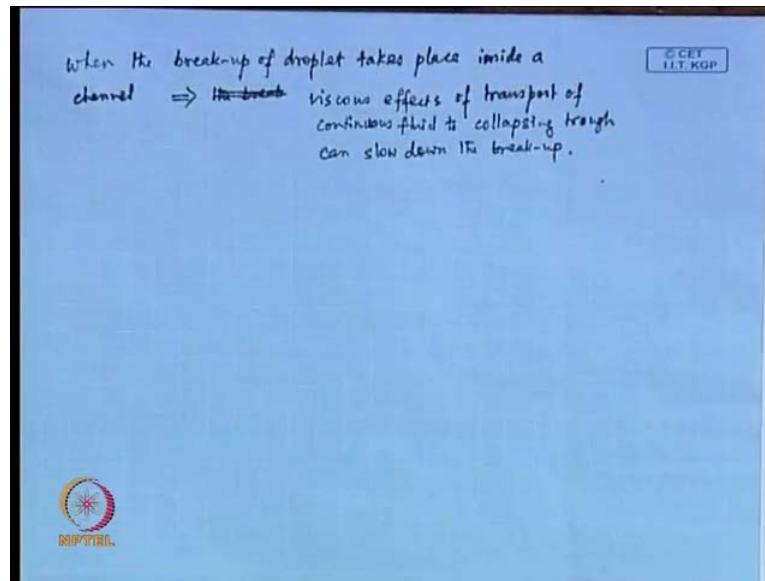 When the break-up of droplet takes place inside a
© CET
I.I.T. KGP
channel ⇒ the break viscous effects of transport of
continuous fluid to collapsing trough
can slow down the break-up.
NPTEL